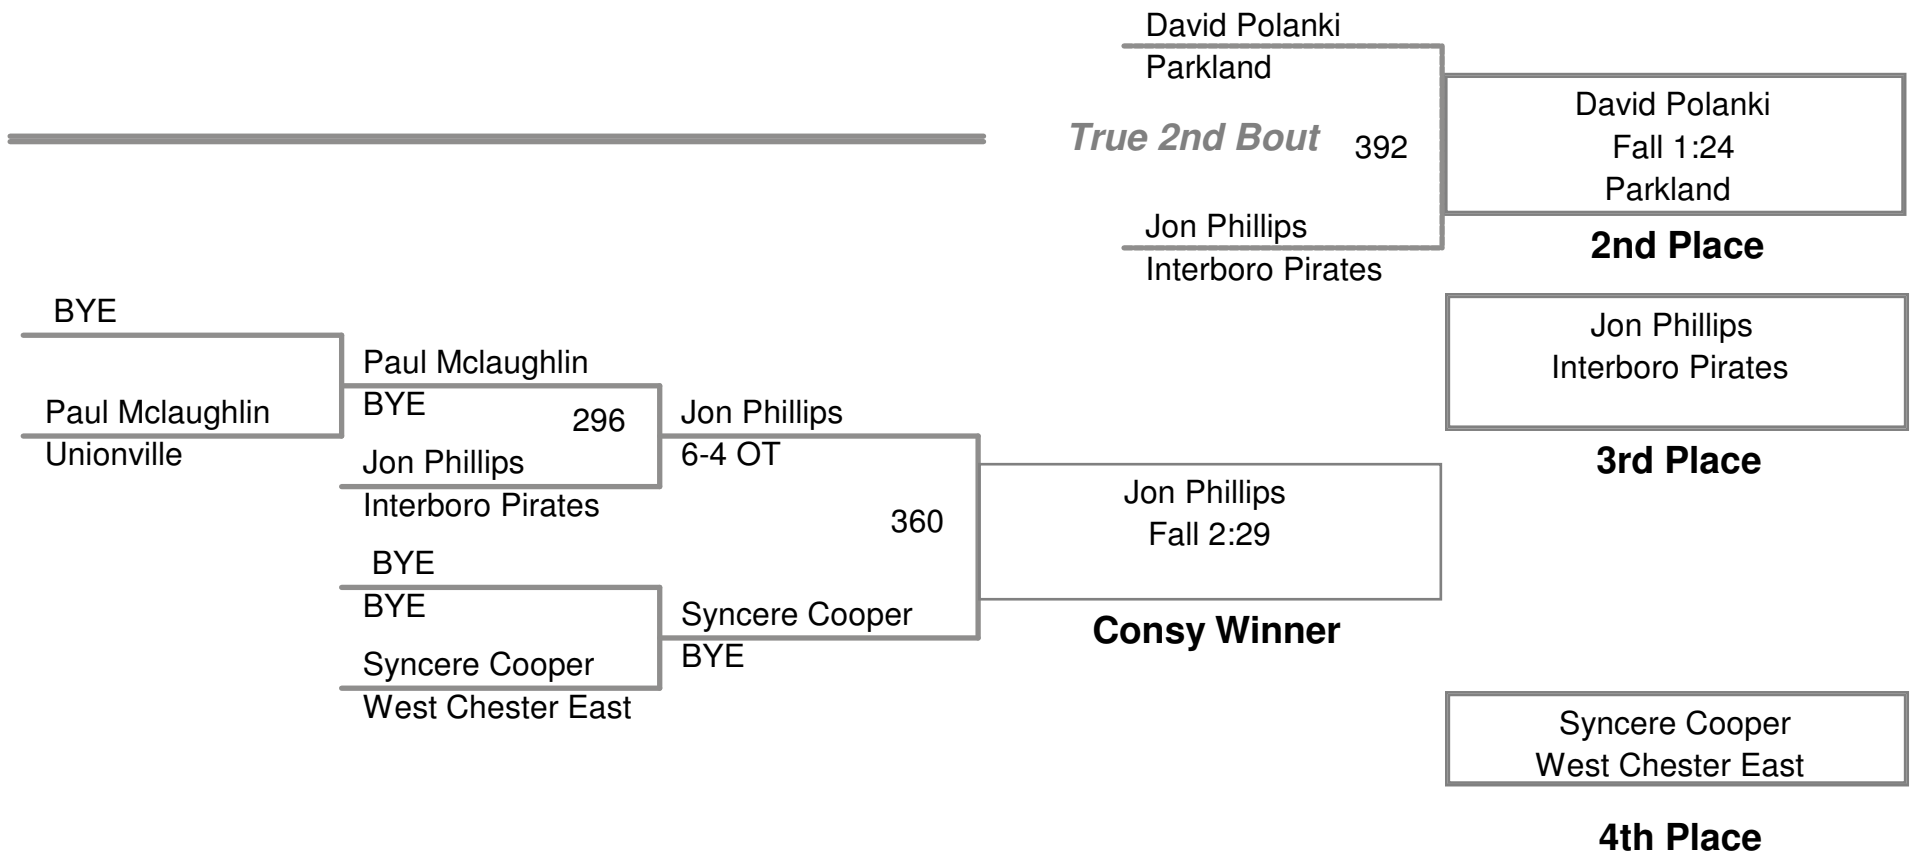 David Polanki
Parkland
True 2nd Bout
392
Jon Phillips
Interboro Pirates
David Polanki
Fall 1:24
Parkland
2nd Place
Jon Phillips
Interboro Pirates
3rd Place
BYE
Paul Mclaughlin
Unionville
Paul Mclaughlin
BYE
296
Jon Phillips
Interboro Pirates
BYE
BYE
Syncere Cooper
West Chester East
Jon Phillips
6-4 OT
360
Syncere Cooper
BYE
Jon Phillips
Fall 2:29
Consy Winner
Syncere Cooper
West Chester East
4th Place